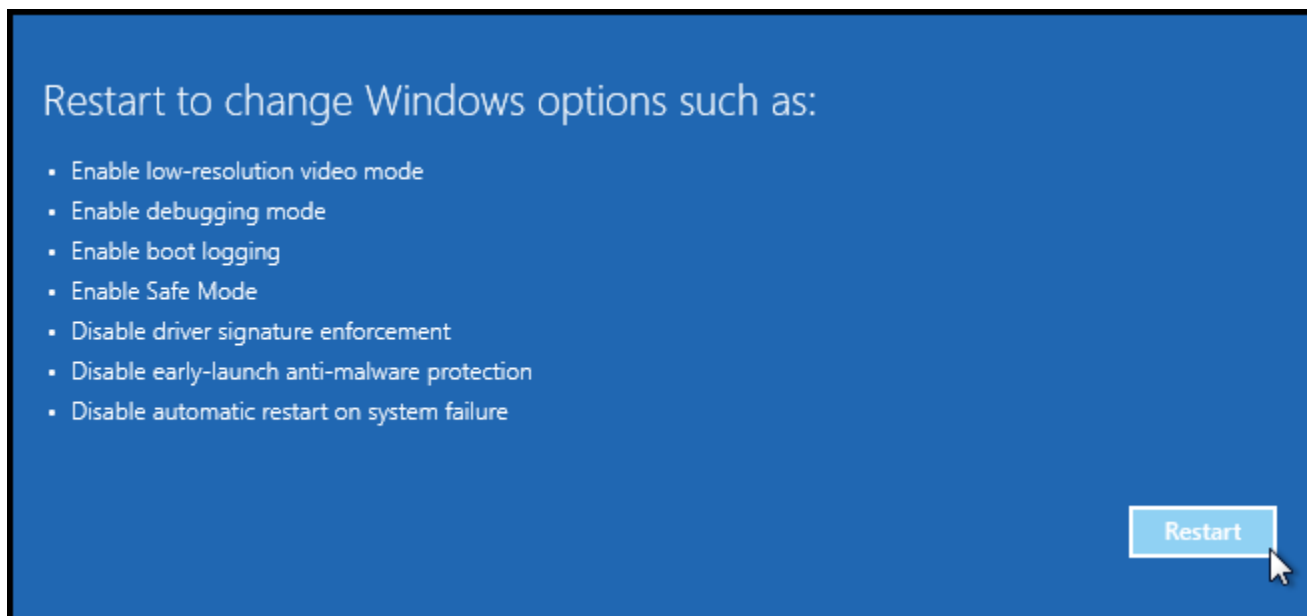 Restart to change Windows options such as:
▪ Enable low-resolution video mode
▪ Enable debugging mode
▪ Enable boot logging
▪ Enable Safe Mode
▪ Disable driver signature enforcement
▪ Disable early-launch anti-malware protection
▪ Disable automatic restart on system failure
Restart